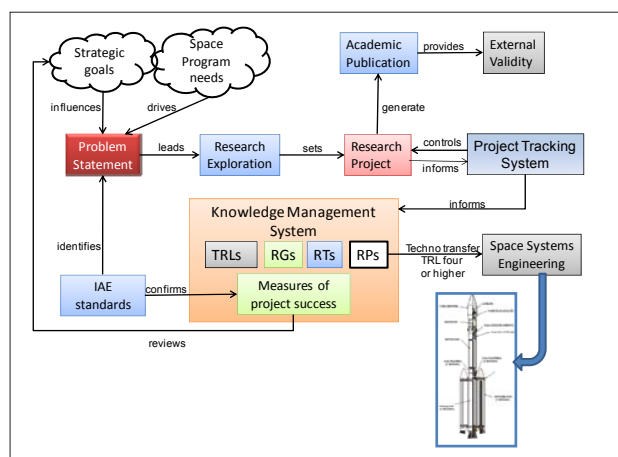 Strategic
goals
Space
Program
needs
Academic
Publication
provides
External
Validity
influences
drives
generate
Problem
Statement
leads
Research
Exploration
sets
Research
Project
controls
informs
Project Tracking
System
informs
Knowledge Management
System
TRLs
RGs
RTs
RPs
Techno transfer
TRL four
or higher
Space Systems
Engineering
identifies
IAE
standards
confirms
Measures of
project success
reviews